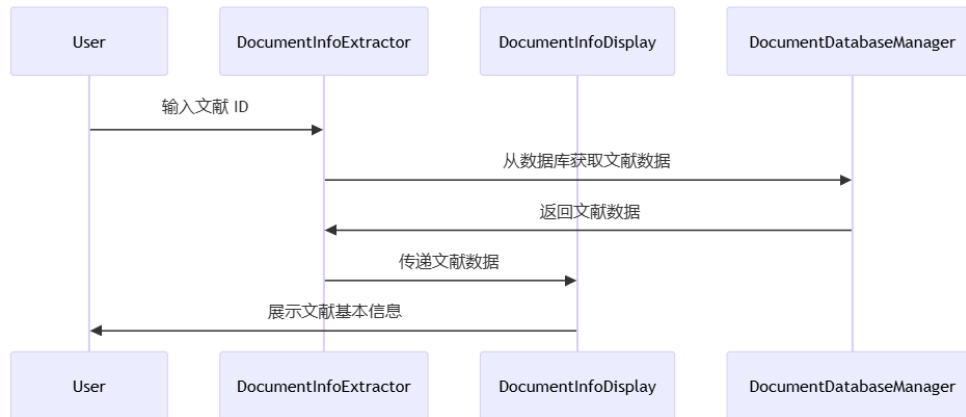 User
DocumentInfoExtractor
DocumentInfoDisplay
DocumentDatabaseManager
输入文献 ID
从数据库获取文献数据
返回文献数据
传递文献数据
展示文献基本信息
User
DocumentInfoExtractor
DocumentInfoDisplay
DocumentDatabaseManager